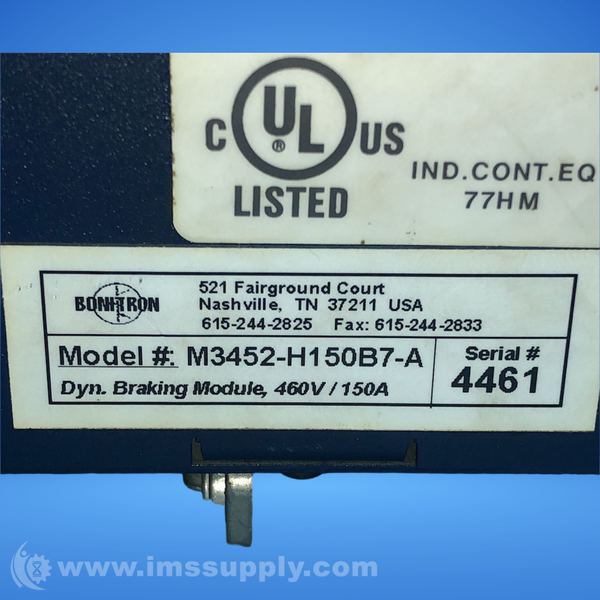 C UL US
®
LISTED
IND.CONT.EQ
77HM
BONITRON
521 Fairground Court
Nashville, TN 37211 USA
615-244-2825 Fax: 615-244-2833
Model #: M3452-H150B7-A
Dyn. Braking Module, 460V / 150A
Serial #
4461
www.imssupply.com